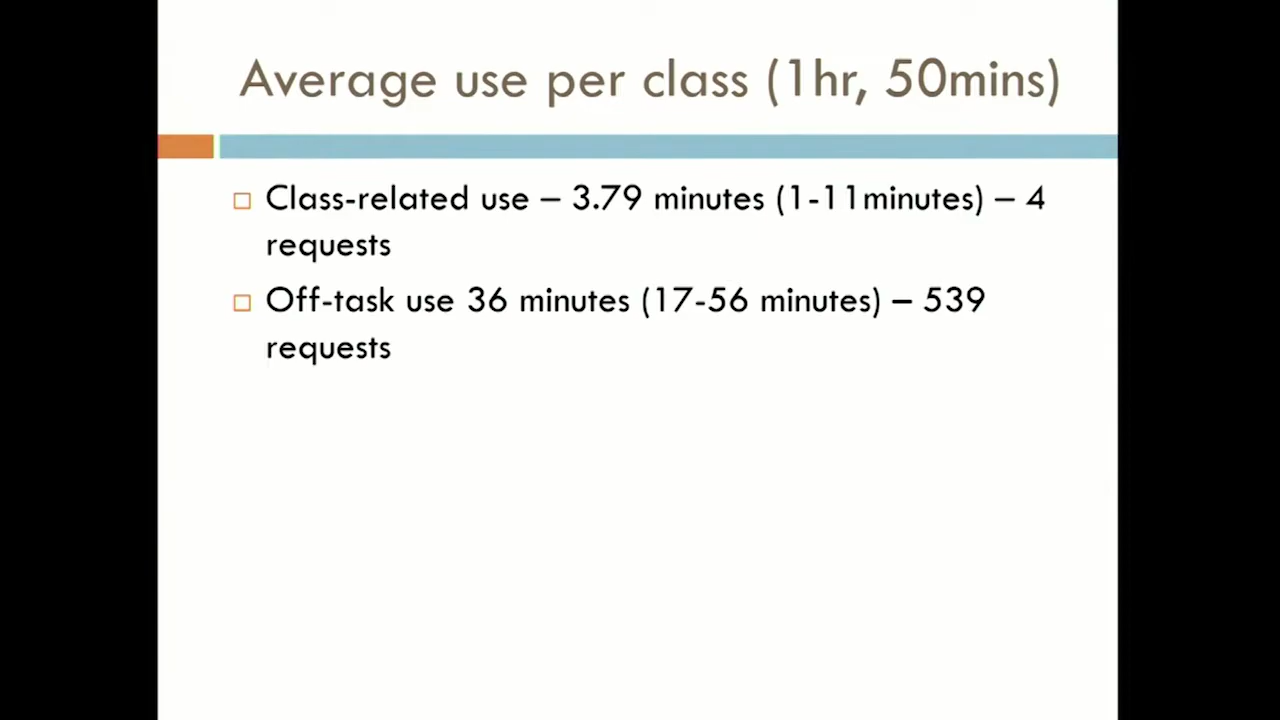 Average use per class (1hr, 50mins)
Class-related use – 3.79 minutes (1-11minutes) – 4
requests
Off-task use 36 minutes (17-56 minutes) – 539
requests